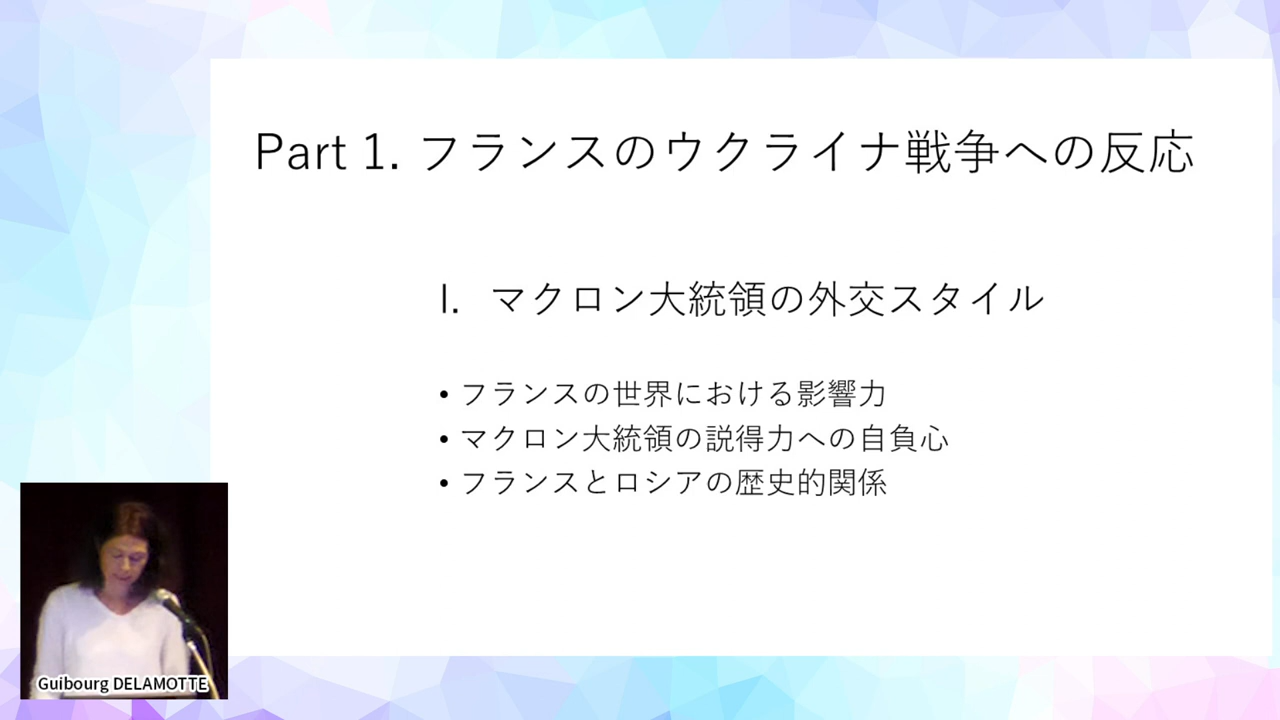 Part 1. フランスのウクライナ戦争への反応
I. マクロン大統領の外交スタイル
• フランスの世界における影響力
• マクロン大統領の説得力への自負心
• フランスとロシアの歴史的関係
Guibourg DELAMOTTE